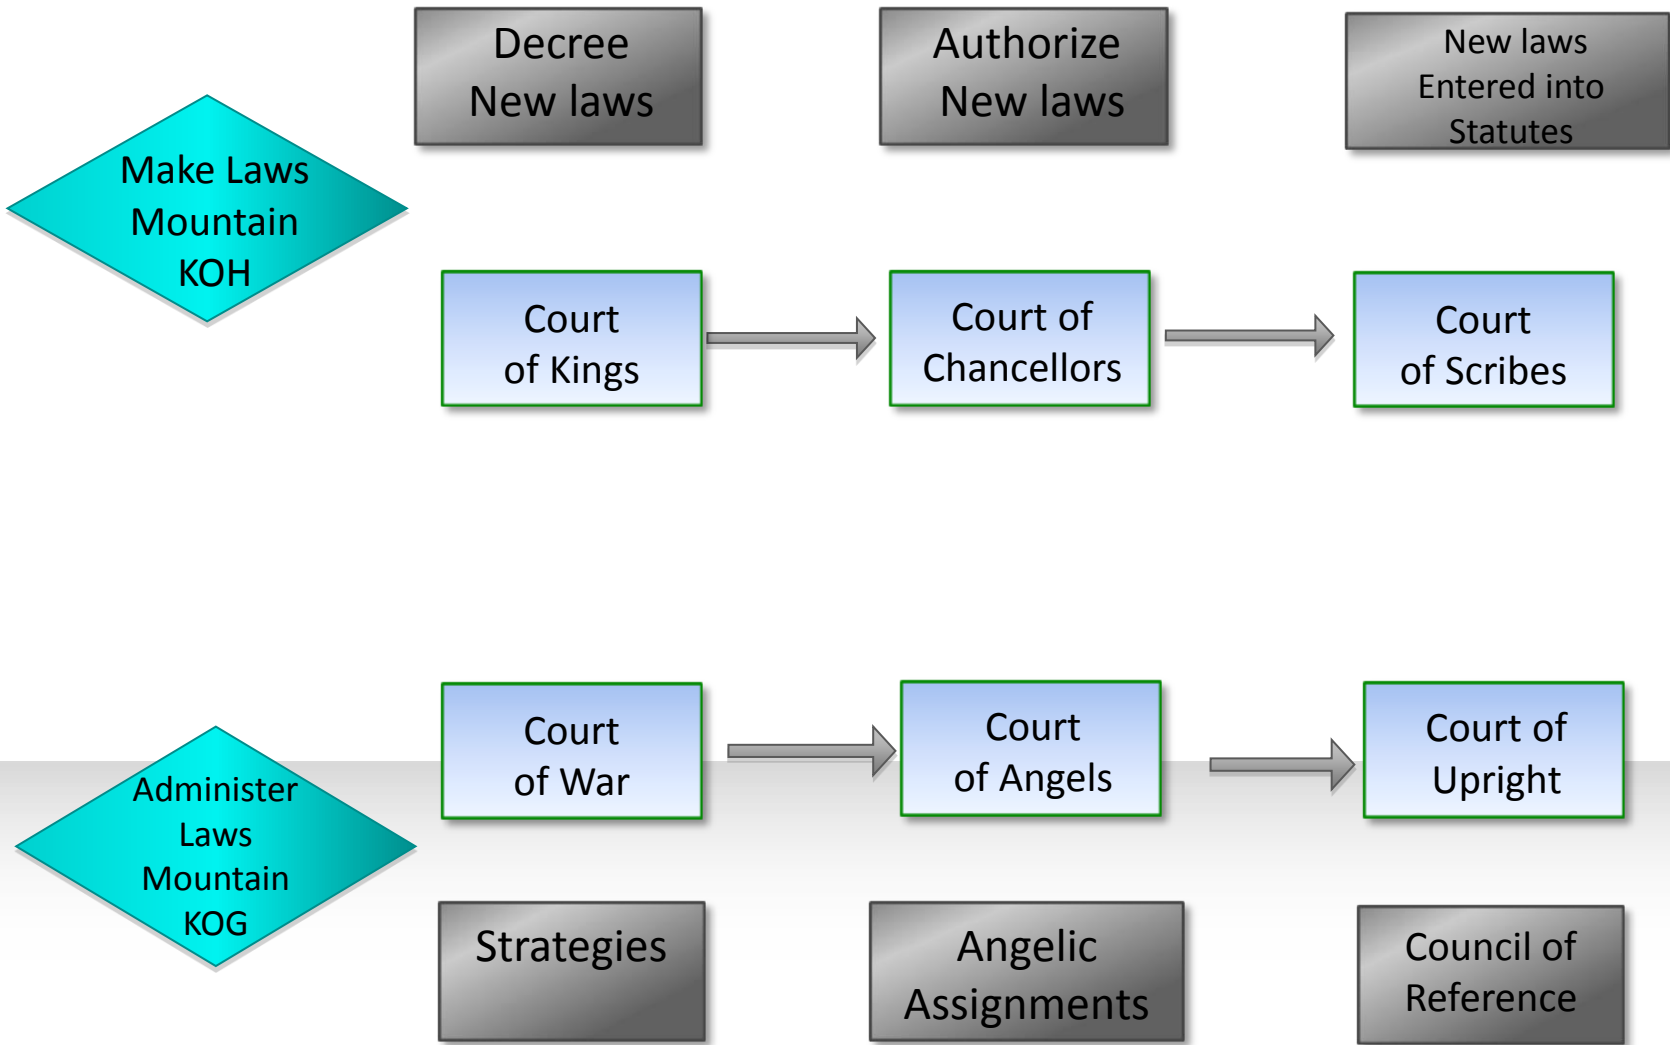 Decree
New laws
Authorize
New laws
New laws
Entered into
Statutes
Make Laws
Mountain
KOH
Court
of Kings
Court of
Chancellors
Court
of Scribes
Court
of War
Court
of Angels
Court of
Upright
Administer
Laws
Mountain
KOG
Strategies
Angelic
Assignments
Council of
Reference